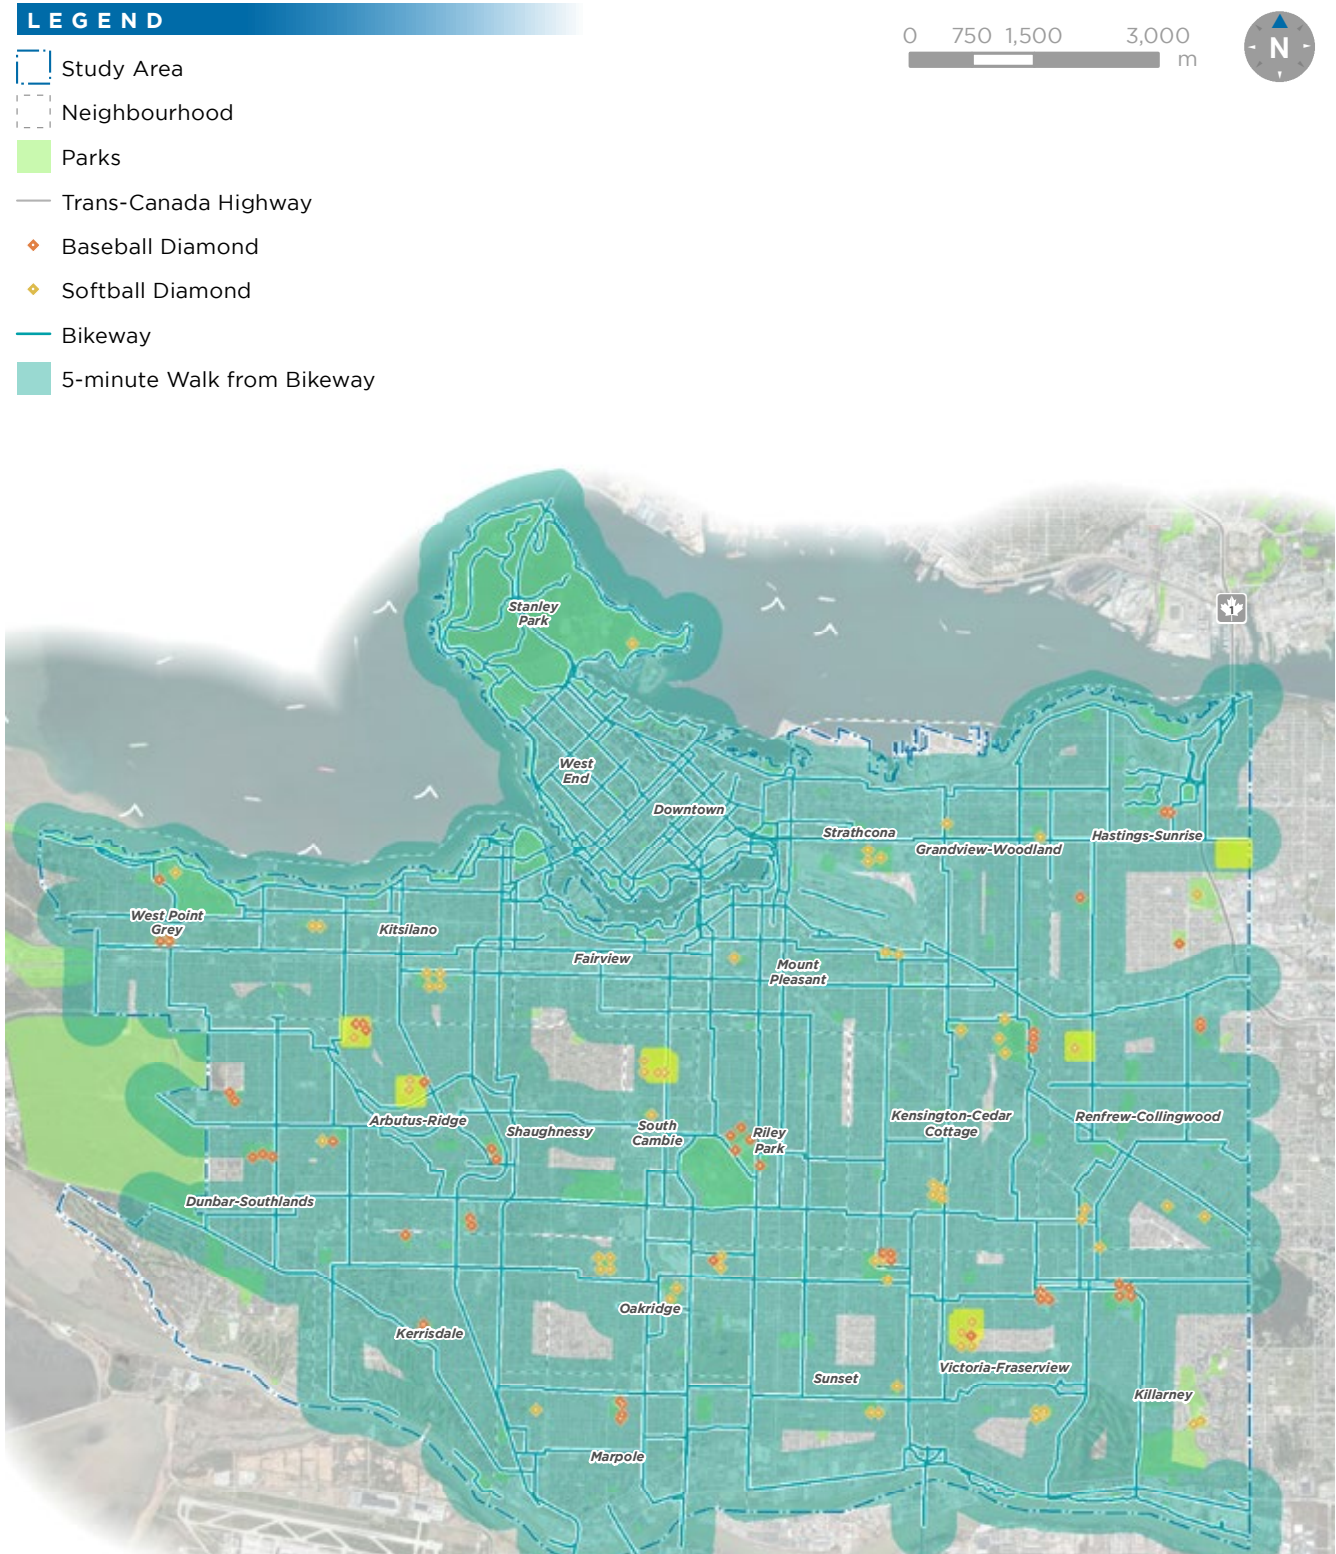 LEGEND
0 750 1,500 3,000
m
N
Study Area
Neighbourhood
Parks
Trans-Canada Highway
Baseball Diamond
Softball Diamond
Bikeway
5-minute Walk from Bikeway
Stanley
Park
1
West
End
Downtown
Strathcona
Grandview-Woodland
Hastings-Sunrise
West Point
Grey
Kitsilano
Fairview
Mount
Pleasant
Arbutus-Ridge
Shaughnessy
South
Cambie
Riley
Park
Kensington-Cedar
Cottage
Renfrew-Collingwood
Dunbar-Southlands
Oakridge
Kerrisdale
Sunset
Victoria-Fraserview
Killarney
Marpole